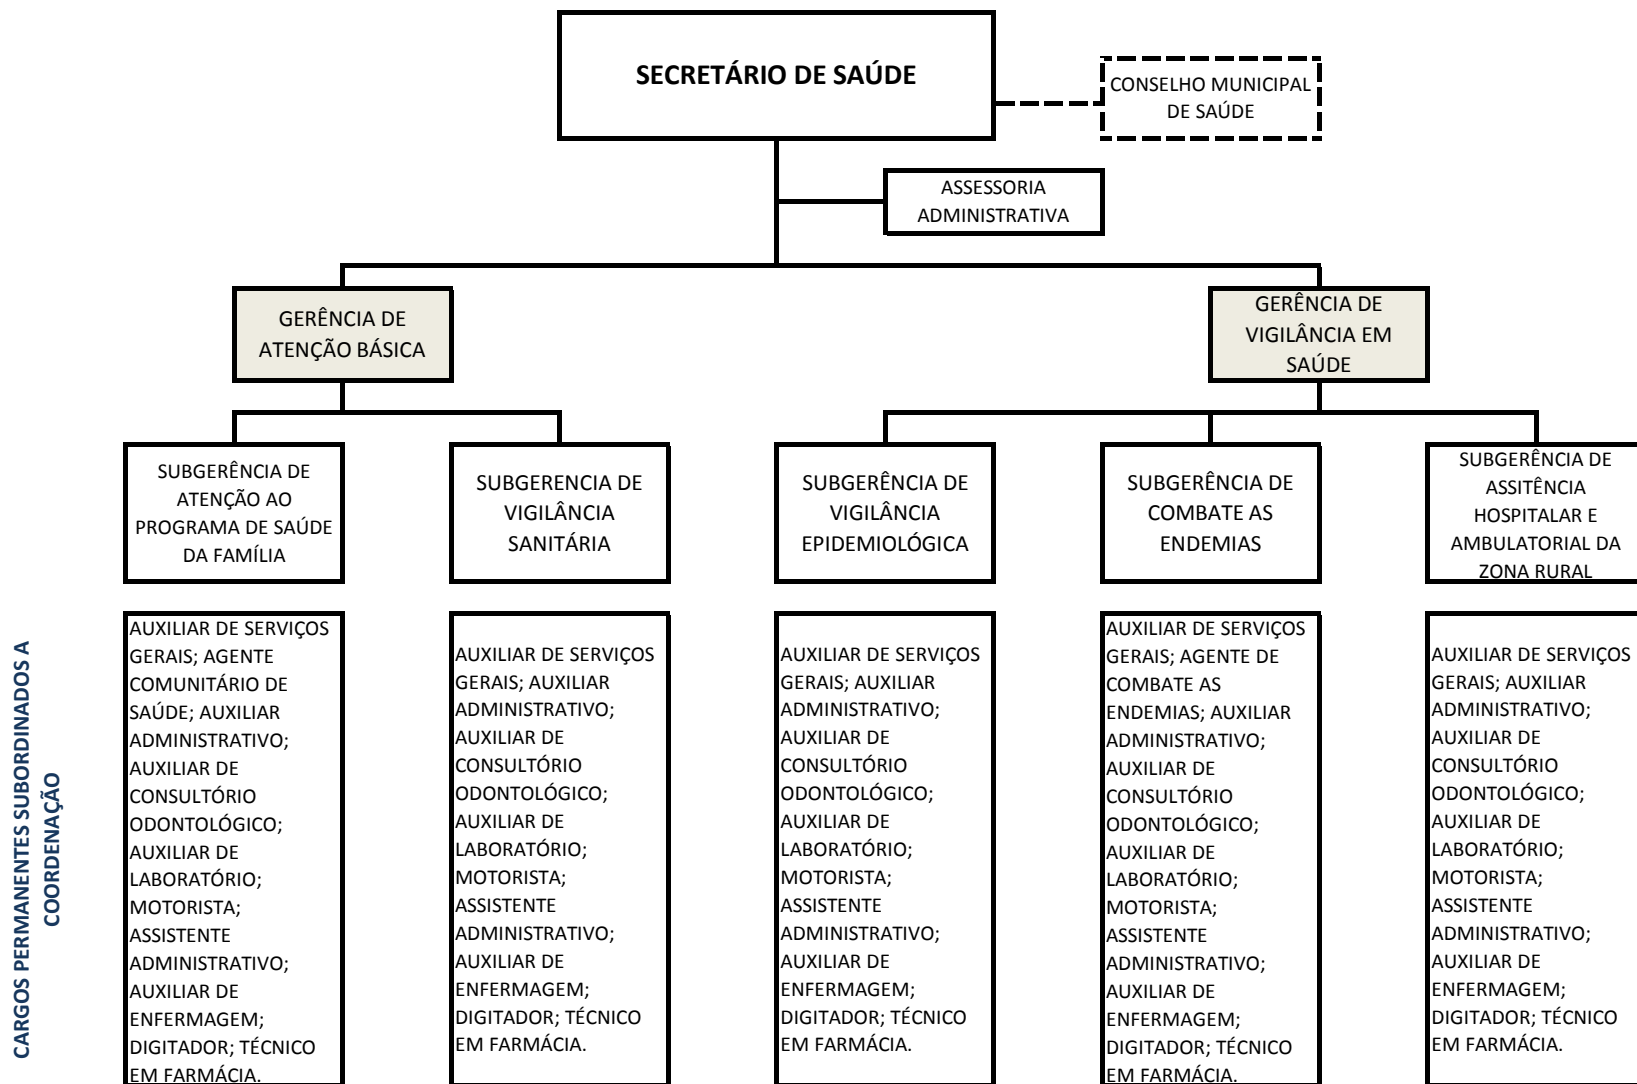 SECRETÁRIO DE SAÚDE
CONSELHO MUNICIPAL
DE SAÚDE
ASSESSORIA
ADMINISTRATIVA
GERÊNCIA DE
ATENÇÃO BÁSICA
GERÊNCIA DE
VIGILÂNCIA EM
SAÚDE
SUBGERÊNCIA DE
ATENÇÃO AO
PROGRAMA DE SAÚDE
DA FAMÍLIA
SUBGERENCIA DE
VIGILÂNCIA
SANITÁRIA
SUBGERÊNCIA DE
VIGILÂNCIA
EPIDEMIOLÓGICA
SUBGERÊNCIA DE
COMBATE AS
ENDEMIAS
SUBGERÊNCIA DE
ASSITÊNCIA
HOSPITALAR E
AMBULATORIAL DA
ZONA RURAL
CARGOS PERMANENTES SUBORDINADOS A
COORDENAÇÃO
AUXILIAR DE SERVIÇOS
GERAIS; AGENTE
COMUNITÁRIO DE
SAÚDE; AUXILIAR
ADMINISTRATIVO;
AUXILIAR DE
CONSULTÓRIO
ODONTOLÓGICO;
AUXILIAR DE
LABORATÓRIO;
MOTORISTA;
ASSISTENTE
ADMINISTRATIVO;
AUXILIAR DE
ENFERMAGEM;
DIGITADOR; TÉCNICO
EM FARMÁCIA.
AUXILIAR DE SERVIÇOS
GERAIS; AUXILIAR
ADMINISTRATIVO;
AUXILIAR DE
CONSULTÓRIO
ODONTOLÓGICO;
AUXILIAR DE
LABORATÓRIO;
MOTORISTA;
ASSISTENTE
ADMINISTRATIVO;
AUXILIAR DE
ENFERMAGEM;
DIGITADOR; TÉCNICO
EM FARMÁCIA.
AUXILIAR DE SERVIÇOS
GERAIS; AUXILIAR
ADMINISTRATIVO;
AUXILIAR DE
CONSULTÓRIO
ODONTOLÓGICO;
AUXILIAR DE
LABORATÓRIO;
MOTORISTA;
ASSISTENTE
ADMINISTRATIVO;
AUXILIAR DE
ENFERMAGEM;
DIGITADOR; TÉCNICO
EM FARMÁCIA.
AUXILIAR DE SERVIÇOS
GERAIS; AGENTE DE
COMBATE AS
ENDEMIAS; AUXILIAR
ADMINISTRATIVO;
AUXILIAR DE
CONSULTÓRIO
ODONTOLÓGICO;
AUXILIAR DE
LABORATÓRIO;
MOTORISTA;
ASSISTENTE
ADMINISTRATIVO;
AUXILIAR DE
ENFERMAGEM;
DIGITADOR; TÉCNICO
EM FARMÁCIA.
AUXILIAR DE SERVIÇOS
GERAIS; AUXILIAR
ADMINISTRATIVO;
AUXILIAR DE
CONSULTÓRIO
ODONTOLÓGICO;
AUXILIAR DE
LABORATÓRIO;
MOTORISTA;
ASSISTENTE
ADMINISTRATIVO;
AUXILIAR DE
ENFERMAGEM;
DIGITADOR; TÉCNICO
EM FARMÁCIA.